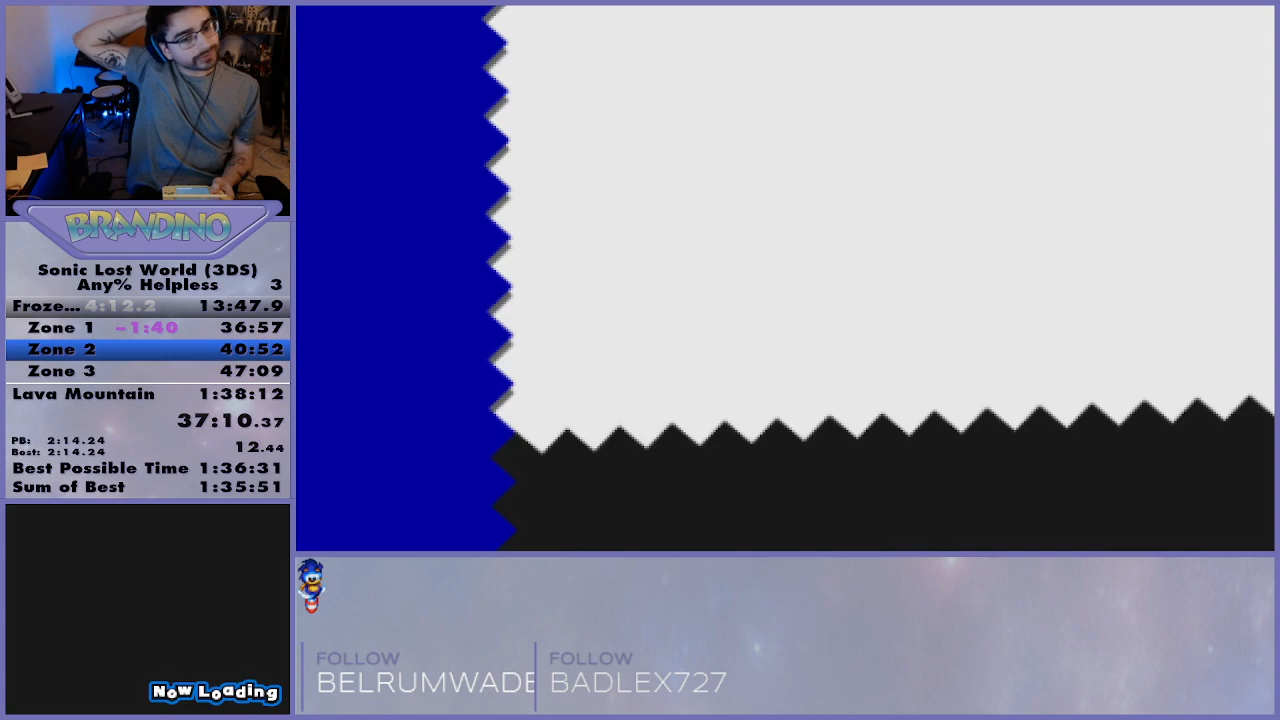 BRANDINO
Sonic Lost World (3DS)
Any% Helpless 3
Froze... 4:12.2 13:47.9
Zone 1 -1:40 36:57
Zone 2 40:52
Zone 3 47:09
Lava Mountain 1:38:12
37:10.37
PB: 2:14.24 12.44
Best: 2:14.24
Best Possible Time 1:36:31
Sum of Best 1:35:51
Now Loading
FOLLOW FOLLOW
BELRUMWADE BADLEX727